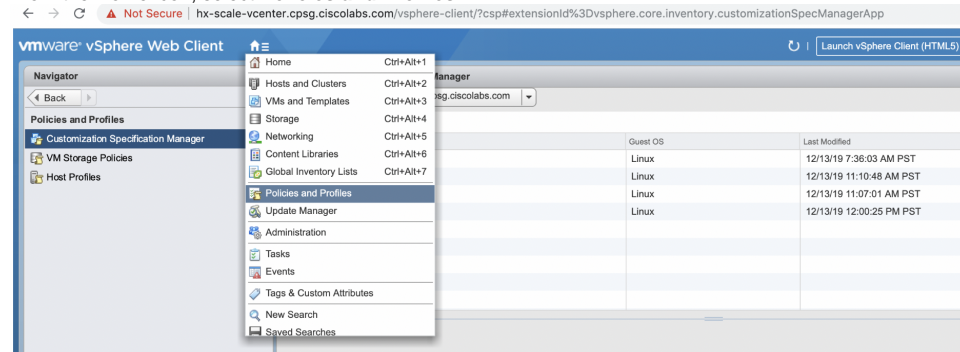 Not Secure | hx-scale-vcenter.cpsg.ciscolabs.com/vsphere-client/?csp#extensionId%3Dvsphere.core.inventory.customizationSpecManagerApp
vmware® vSphere Web Client
Launch vSphere Client (HTML5)
Navigator
Back
Policies and Profiles
Customization Specification Manager
VM Storage Policies
Host Profiles
Home Ctrl+Alt+1
Hosts and Clusters Ctrl+Alt+2
VMs and Templates Ctrl+Alt+3
Storage Ctrl+Alt+4
Networking Ctrl+Alt+5
Content Libraries Ctrl+Alt+6
Global Inventory Lists Ctrl+Alt+7
Policies and Profiles
Update Manager
Administration
Tasks
Events
Tags & Custom Attributes
New Search
Saved Searches
Manager
psg.ciscolabs.com
Guest OS Last Modified
Linux 12/13/19 7:36:03 AM PST
Linux 12/13/19 11:10:48 AM PST
Linux 12/13/19 11:07:01 AM PST
Linux 12/13/19 12:00:25 PM PST